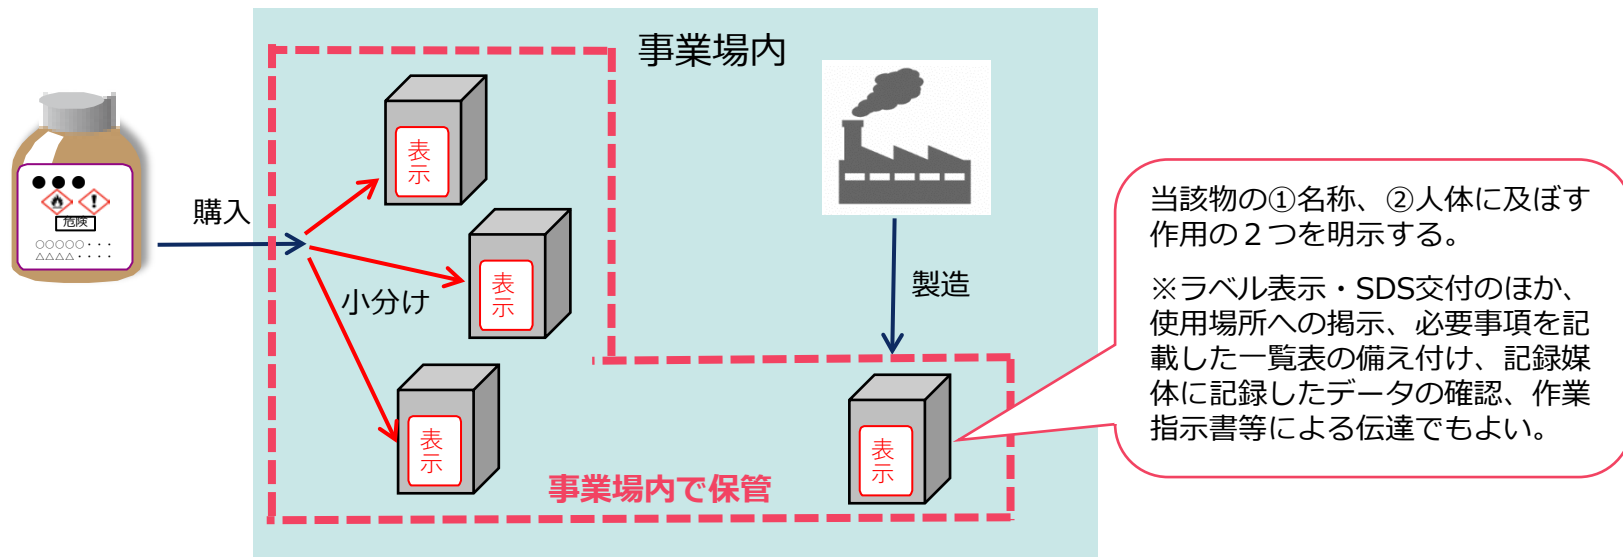 事業場内
●●●
危険
○○○○○・・・
△△△△・・・・
購入
表示
表示
小分け
表示
事業場内で保管
製造
表示
当該物の①名称、②人体に及ぼす
作用の２つを明示する。
※ラベル表示・SDS交付のほか、
使用場所への掲示、必要事項を記
載した一覧表の備え付け、記録媒
体に記録したデータの確認、作業
指示書等による伝達でもよい。